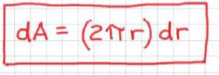 dA = (2πr) dr